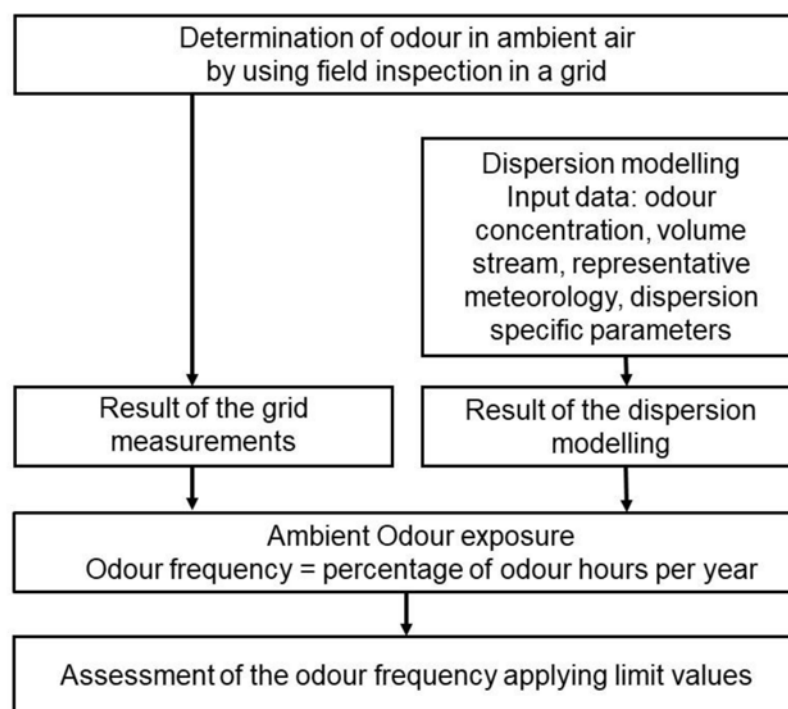 Determination of odour in ambient air
by using field inspection in a grid
Dispersion modelling
Input data: odour
concentration, volume
stream, representative
meteorology, dispersion
specific parameters
Result of the grid
measurements
Result of the dispersion
modelling
Ambient Odour exposure
Odour frequency = percentage of odour hours per year
Assessment of the odour frequency applying limit values